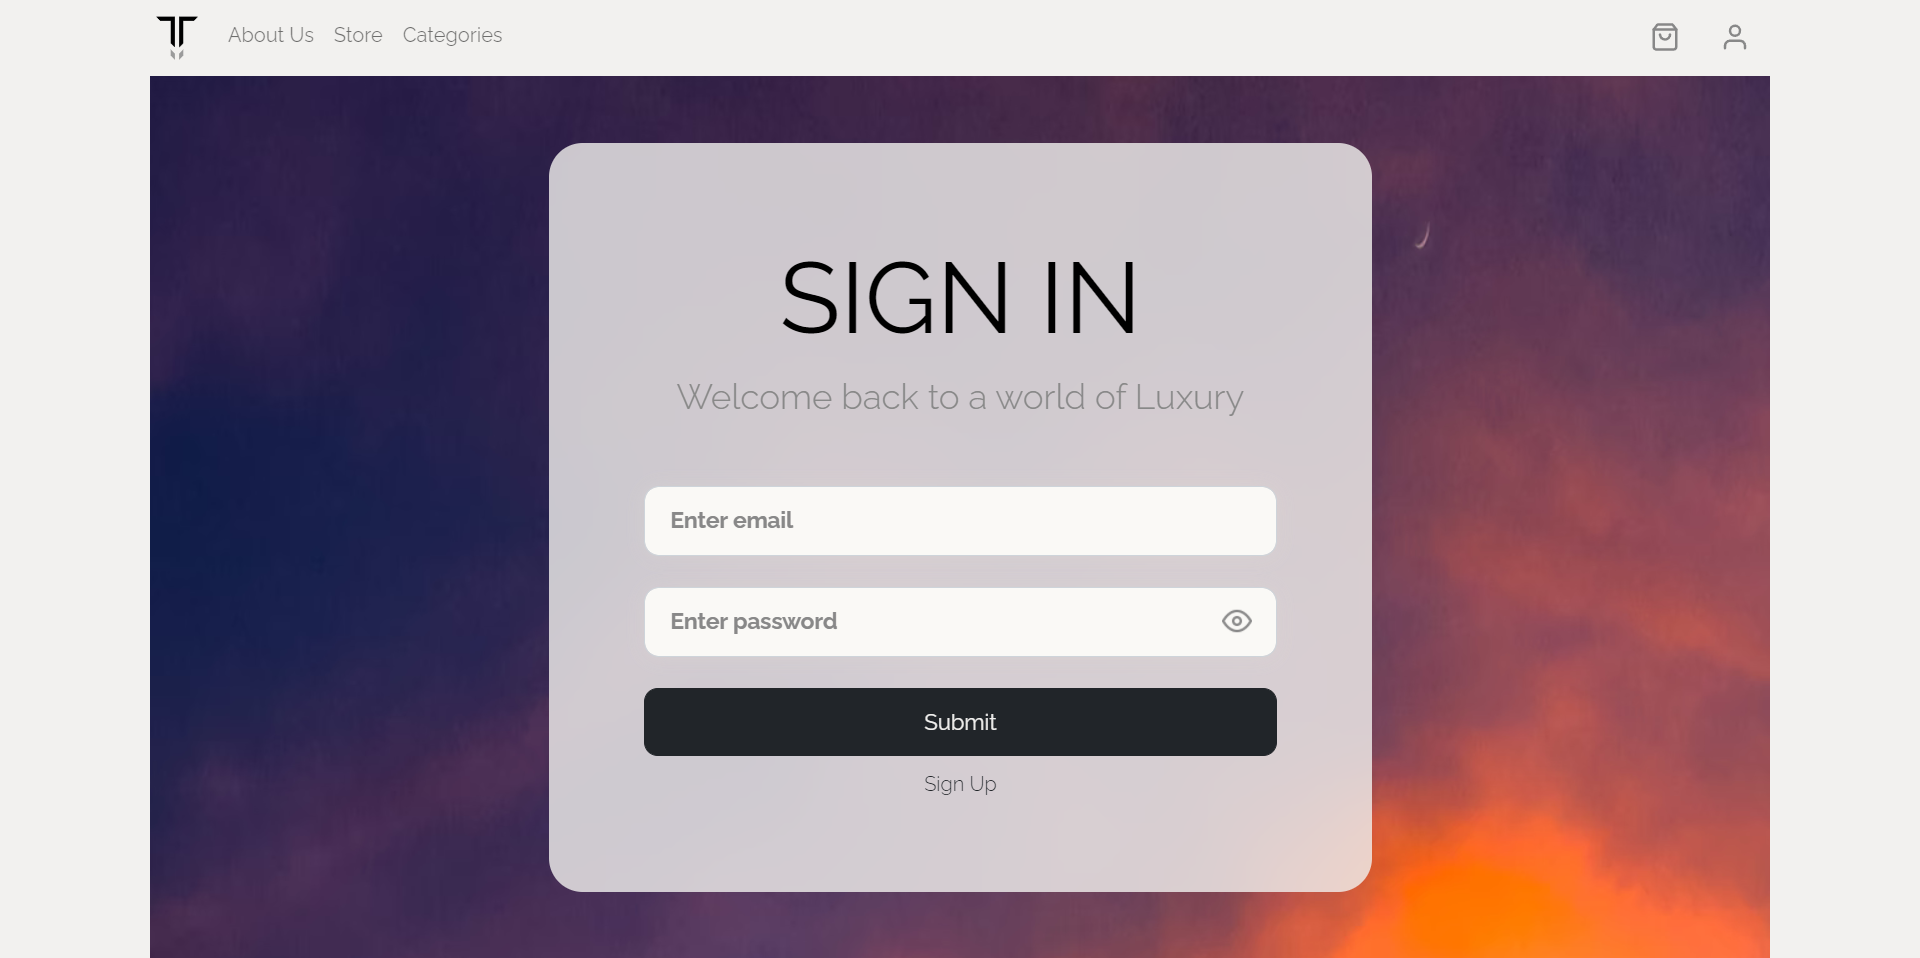 About Us Store Categories
SIGN IN
Welcome back to a world of Luxury
Enter email
Enter password
Submit
Sign Up